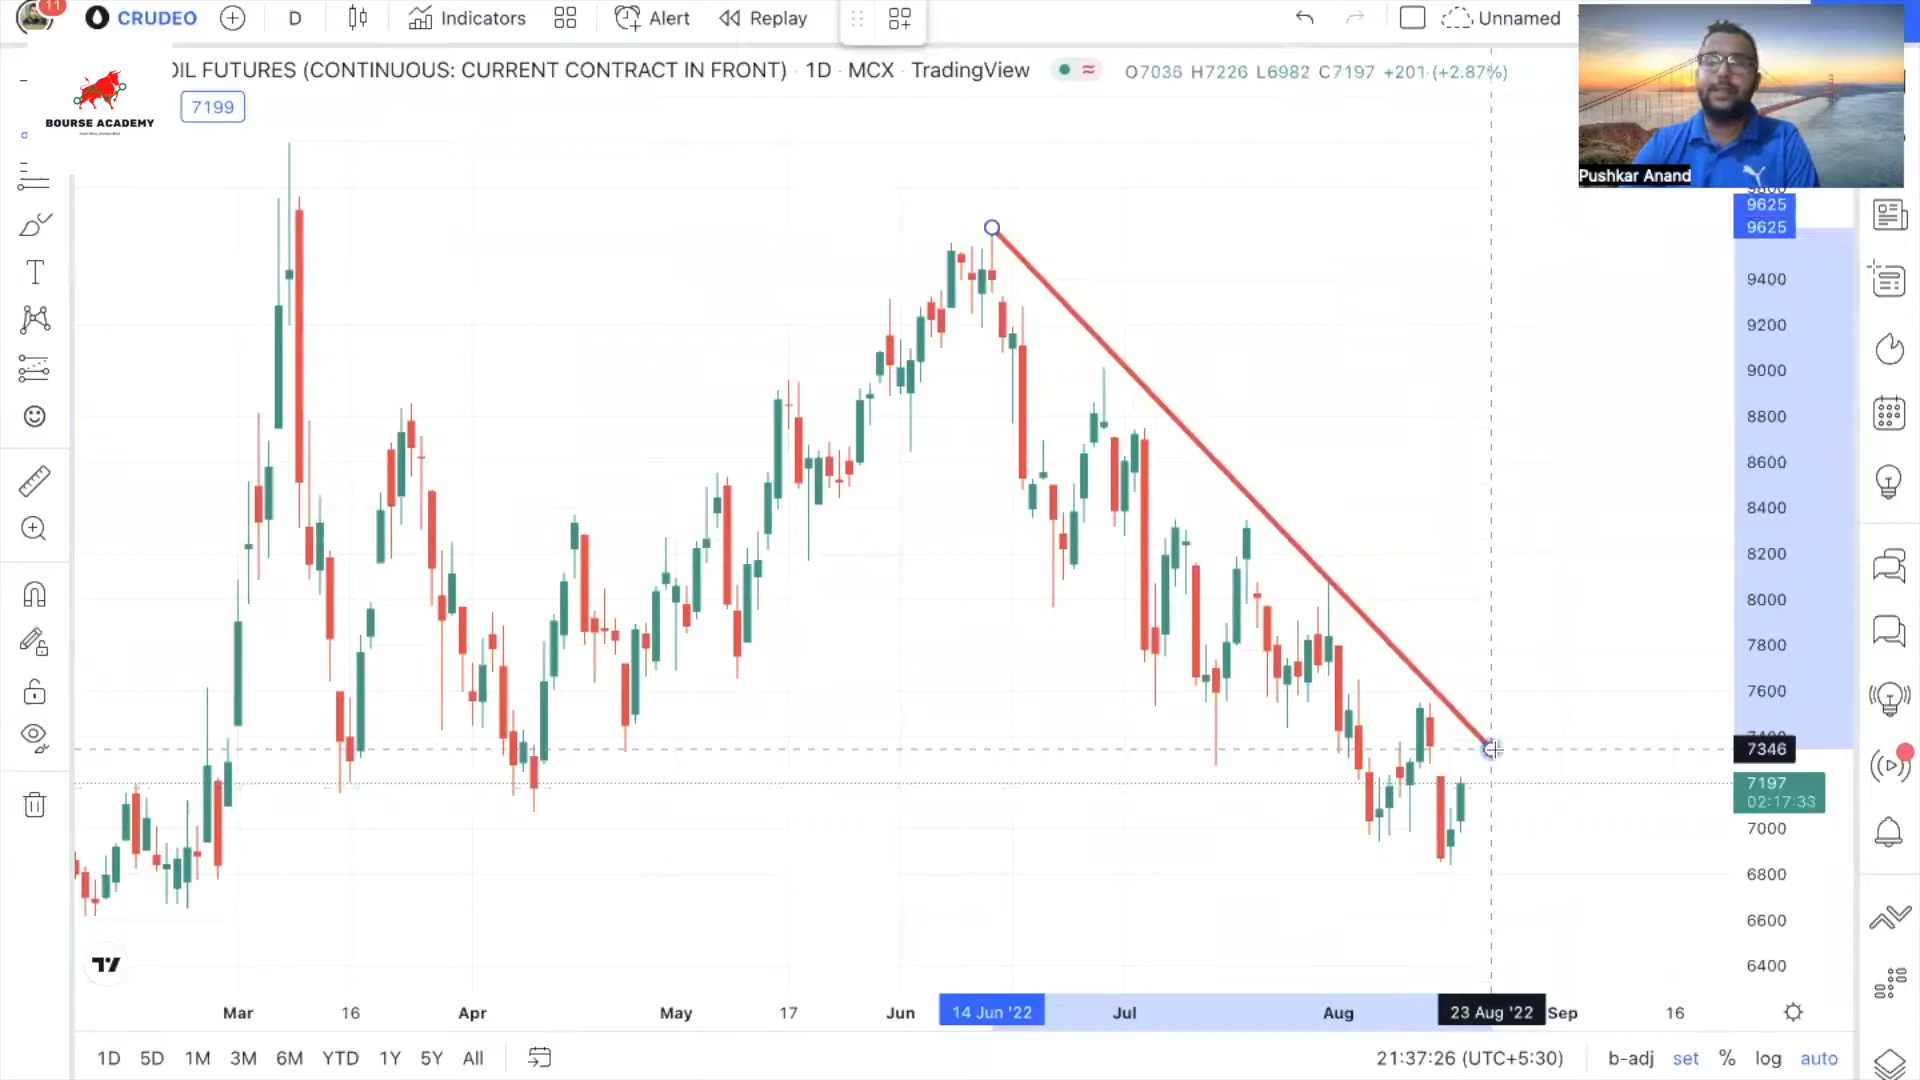 11
CRUDEO
D
Indicators
Alert
Replay
Unnamed
OIL FUTURES (CONTINUOUS: CURRENT CONTRACT IN FRONT) · 1D · MCX · TradingView
O7036 H7226 L6982 C7197 +201 (+2.87%)
7199
BOURSE ACADEMY
Pushkar Anand
9625
9625
9400
9200
9000
8800
8600
8400
8200
8000
7800
7600
7346
7197
02:17:33
7000
6800
6600
6400
Mar 16 Apr May 17 Jun 14 Jun '22 Jul Aug 23 Aug '22 Sep 16
1D 5D 1M 3M 6M YTD 1Y 5Y All
21:37:26 (UTC+5:30)
b-adj set % log auto